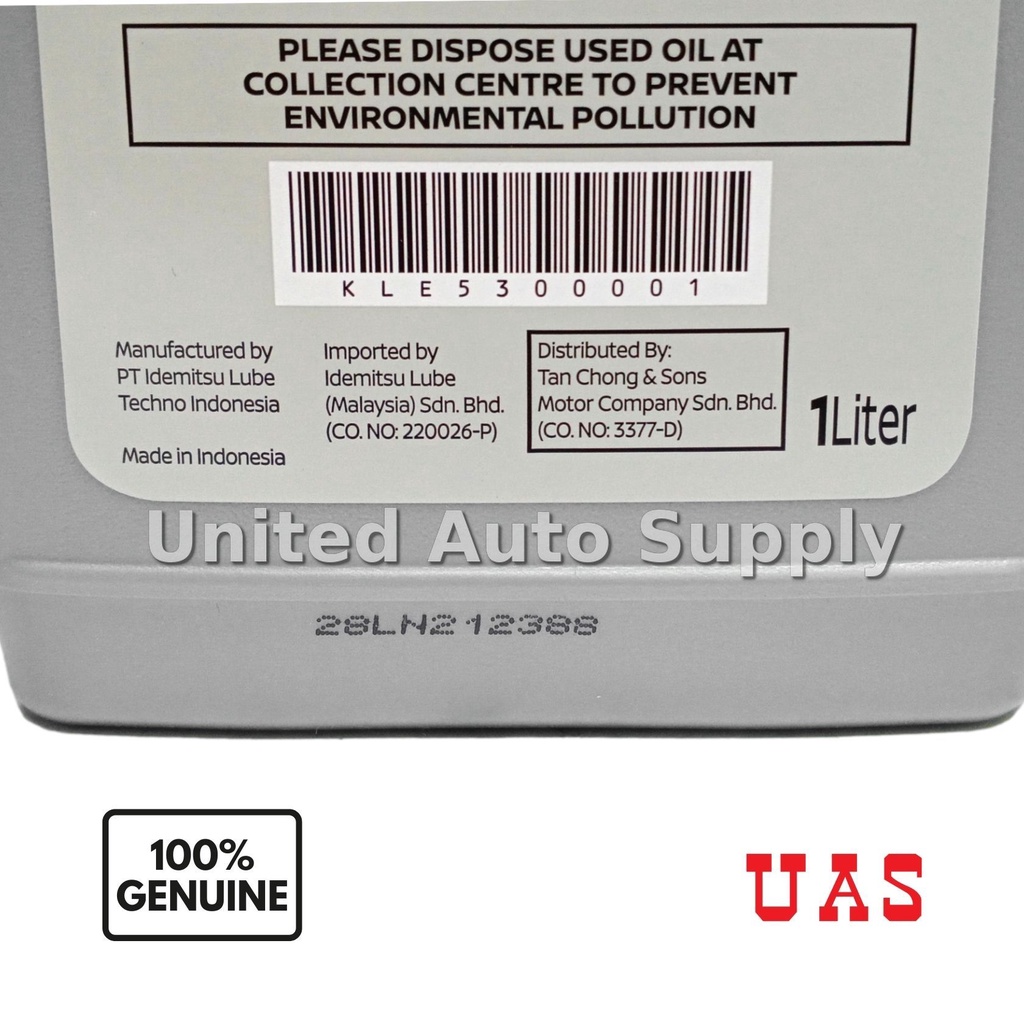 PLEASE DISPOSE USED OIL AT
COLLECTION CENTRE TO PREVENT
ENVIRONMENTAL POLLUTION
KLE5300001
Manufactured by
PT Idemitsu Lube
Techno Indonesia
Made in Indonesia
Imported by
Idemitsu Lube
(Malaysia) Sdn. Bhd.
(CO. NO: 220026-P)
Distributed By:
Tan Chong & Sons
Motor Company Sdn. Bhd.
(CO. NO: 3377-D)
1Liter
United Auto Supply
28LN212388
100%
GENUINE
UAS